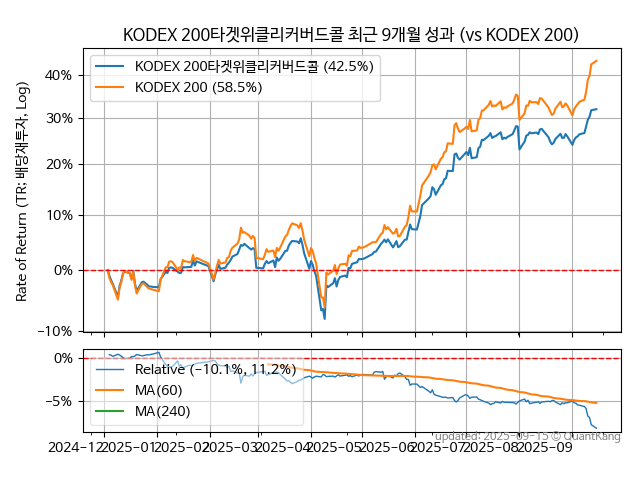 KODEX 200타겟위클리커버드콜 최근 9개월 성과 (vs KODEX 200)
Rate of Return (TR; 배당재투자, Log)
40%
30%
20%
10%
0%
−10%
KODEX 200타겟위클리커버드콜 (42.5%)
KODEX 200 (58.5%)
0%
−5%
Relative (−10.1%, 11.2%)
MA(60)
MA(240)
updated: 2025-09-15 © QuantKang
2024-12 2025-01 2025-02 2025-03 2025-04 2025-05 2025-06 2025-07 2025-08 2025-09